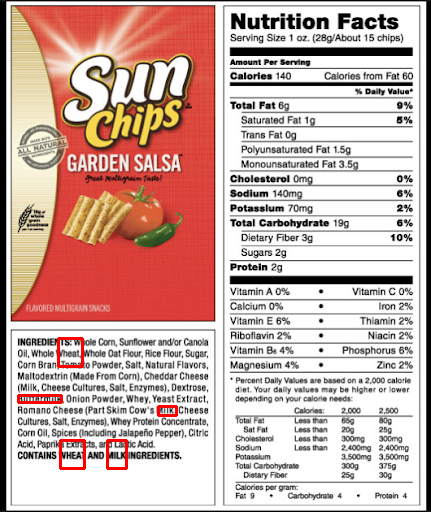 Sun
Chips
MADE WITH
ALL NATURAL
INGREDIENTS
GARDEN SALSA
Great Multigrain Taste!
18g of
whole
grain
goodness
FLAVORED MULTIGRAIN SNACKS
INGREDIENTS: Whole Corn, Sunflower and/or Canola
Oil, Whole Wheat, Whole Oat Flour, Rice Flour, Sugar,
Corn Bran, Tomato Powder, Salt, Natural Flavors,
Maltodextrin (Made From Corn), Cheddar Cheese
(Milk, Cheese Cultures, Salt, Enzymes), Dextrose,
Onion Powder, Whey, Yeast Extract,
Romano Cheese (Part Skim Cow's Milk, Cheese
Cultures, Salt, Enzymes), Whey Protein Concentrate,
Corn Oil, Spices (Including Jalapeño Pepper), Citric
Acid, Paprika Extracts, and Lactic Acid.
CONTAINS WHEAT AND MILK INGREDIENTS.
Nutrition Facts
Serving Size 1 oz. (28g/About 15 chips)
Amount Per Serving
Calories 140 Calories from Fat 60
% Daily Value*
Total Fat 6g 9%
Saturated Fat 1g 5%
Trans Fat 0g
Polyunsaturated Fat 1.5g
Monounsaturated Fat 3.5g
Cholesterol 0mg 0%
Sodium 140mg 6%
Potassium 70mg 2%
Total Carbohydrate 19g 6%
Dietary Fiber 3g 10%
Sugars 2g
Protein 2g
Vitamin A 0% • Vitamin C 0%
Calcium 0% • Iron 2%
Vitamin E 6% • Thiamin 2%
Riboflavin 2% • Niacin 2%
Vitamin B6 4% • Phosphorus 6%
Magnesium 4% • Zinc 2%
* Percent Daily Values are based on a 2,000 calorie
diet. Your daily values may be higher or lower
depending on your calorie needs:
Calories: 2,000 2,500
Total Fat Less than 65g 80g
Sat Fat Less than 20g 25g
Cholesterol Less than 300mg 300mg
Sodium Less than 2,400mg 2,400mg
Potassium 3,500mg 3,500mg
Total Carbohydrate 300g 375g
Dietary Fiber 25g 30g
Calories per gram:
Fat 9 • Carbohydrate 4 • Protein 4